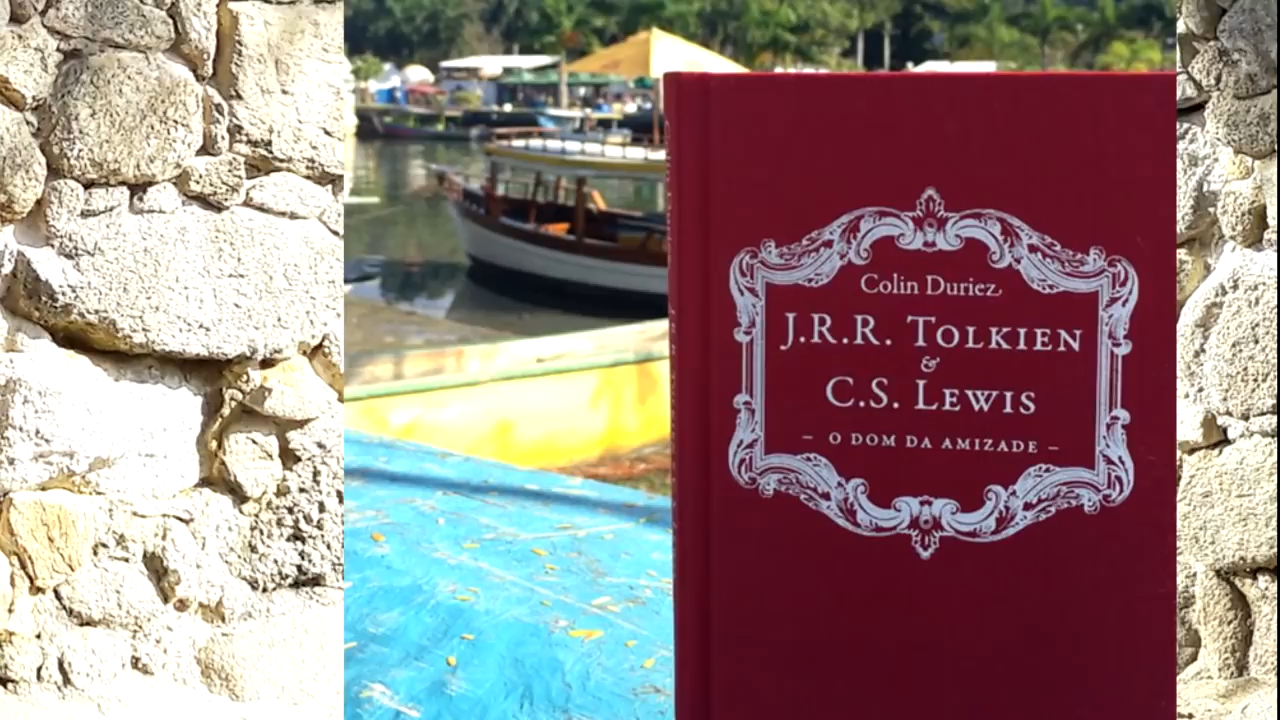 Colin Duriez
J.R.R. TOLKIEN
&
C.S. LEWIS
– O DOM DA AMIZADE –